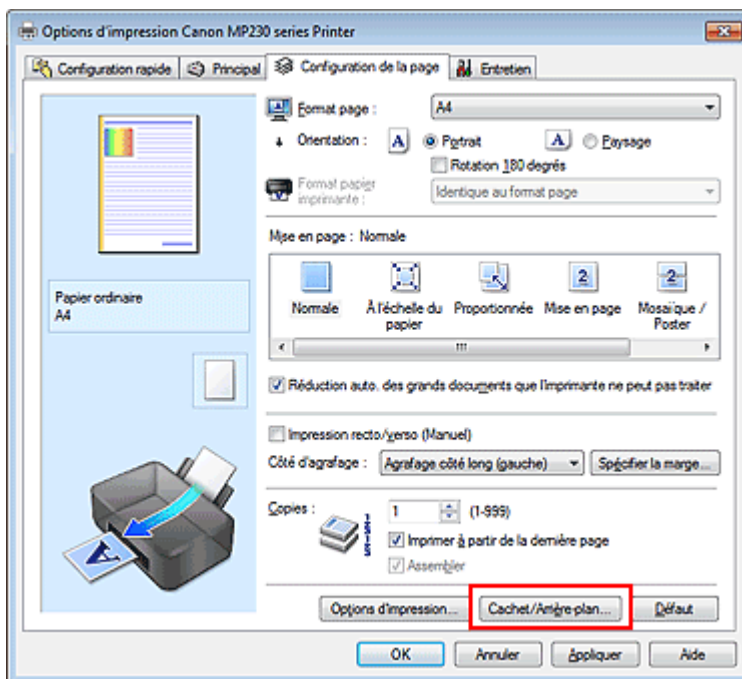 Options d'impression Canon MP230 series Printer
Configuration rapide Principal Configuration de la page Entretien
Format page : A4
Orientation : A Portrait A Paysage
Rotation 180 degrés
Format papier imprimante : Identique au format page
Mise en page : Normale
Normale À l'échelle du papier Proportionnée Mise en page Mosaïque / Poster
2 2
Papier ordinaire
A4
Réduction auto. des grands documents que l'imprimante ne peut pas traiter
Impression recto/verso (Manuel)
Côté d'agrafage : Agrafage côté long (gauche) Spécifier la marge...
Copies : 1 (1-999)
Imprimer à partir de la dernière page
Assembler
A
Options d'impression... Cachet/Arrière-plan... Défaut
OK Annuler Appliquer Aide